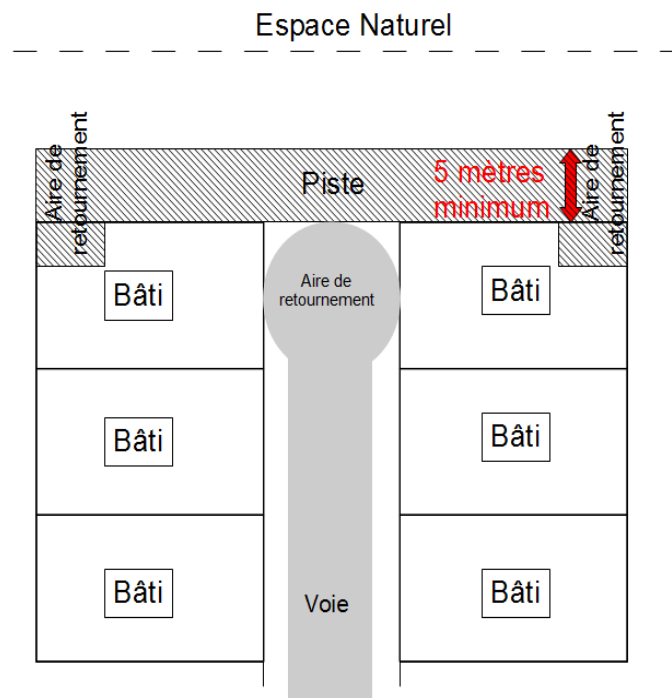 Espace Naturel
Aire de
retournement
Piste
5 mètres
minimum
Aire de
retournement
Bâti
Aire de
retournement
Bâti
Bâti
Bâti
Bâti
Voie
Bâti